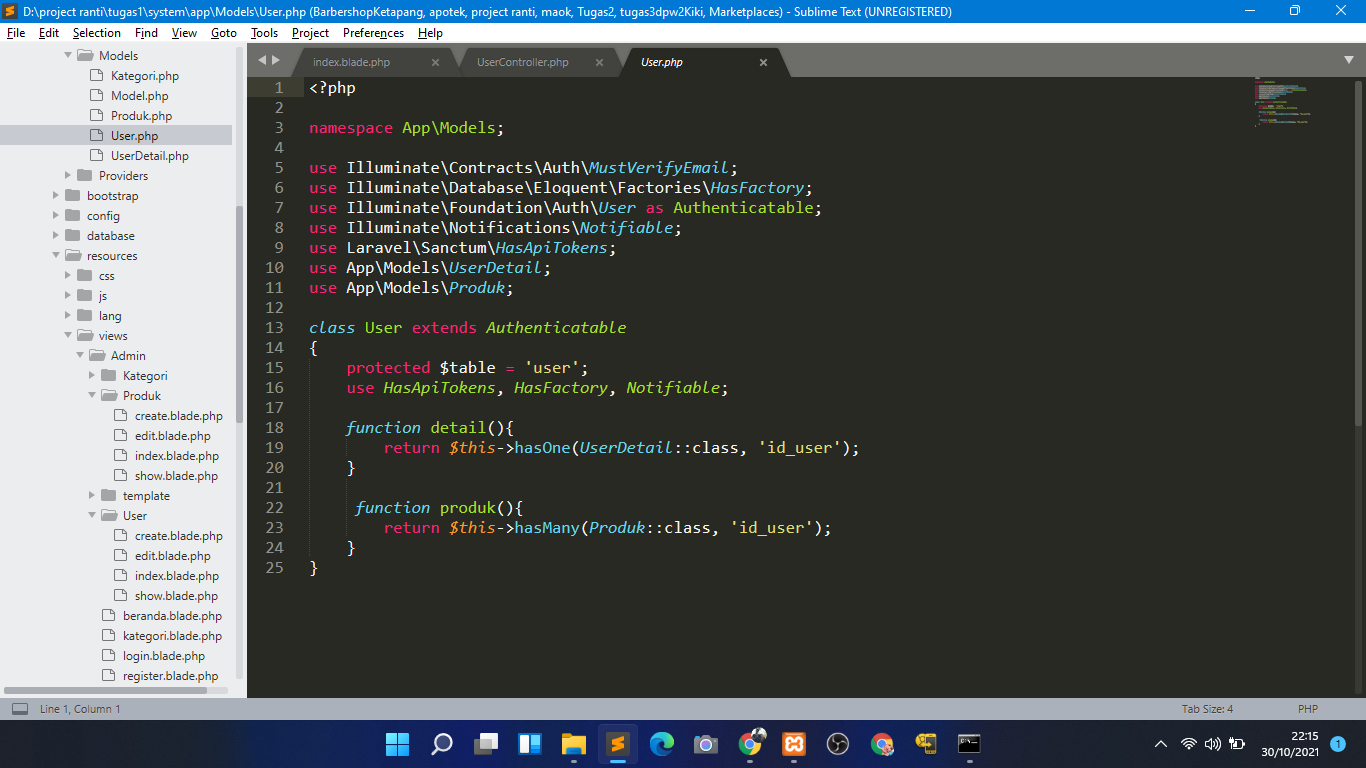 D:\project ranti\tugas1\system\app\Models\User.php (BarbershopKetapang, apotek, project ranti, maok, Tugas2, tugas3dpw2Kiki, Marketplaces) - Sublime Text (UNREGISTERED)
File Edit Selection Find View Goto Tools Project Preferences Help
Models
Kategori.php
Model.php
Produk.php
User.php
UserDetail.php
Providers
bootstrap
config
database
resources
css
js
lang
views
Admin
Kategori
Produk
create.blade.php
edit.blade.php
index.blade.php
show.blade.php
template
User
create.blade.php
edit.blade.php
index.blade.php
show.blade.php
beranda.blade.php
kategori.blade.php
login.blade.php
register.blade.php
index.blade.php UserController.php User.php
1 <?php
2
3 namespace App\Models;
4
5 use Illuminate\Contracts\Auth\MustVerifyEmail;
6 use Illuminate\Database\Eloquent\Factories\HasFactory;
7 use Illuminate\Foundation\Auth\User as Authenticatable;
8 use Illuminate\Notifications\Notifiable;
9 use Laravel\Sanctum\HasApiTokens;
10 use App\Models\UserDetail;
11 use App\Models\Produk;
12
13 class User extends Authenticatable
14 {
15     protected $table = 'user';
16     use HasApiTokens, HasFactory, Notifiable;
17
18     function detail(){
19         return $this->hasOne(UserDetail::class, 'id_user');
20     }
21
22      function produk(){
23         return $this->hasMany(Produk::class, 'id_user');
24     }
25 }
Line 1, Column 1 Tab Size: 4 PHP
22:15
30/10/2021
1